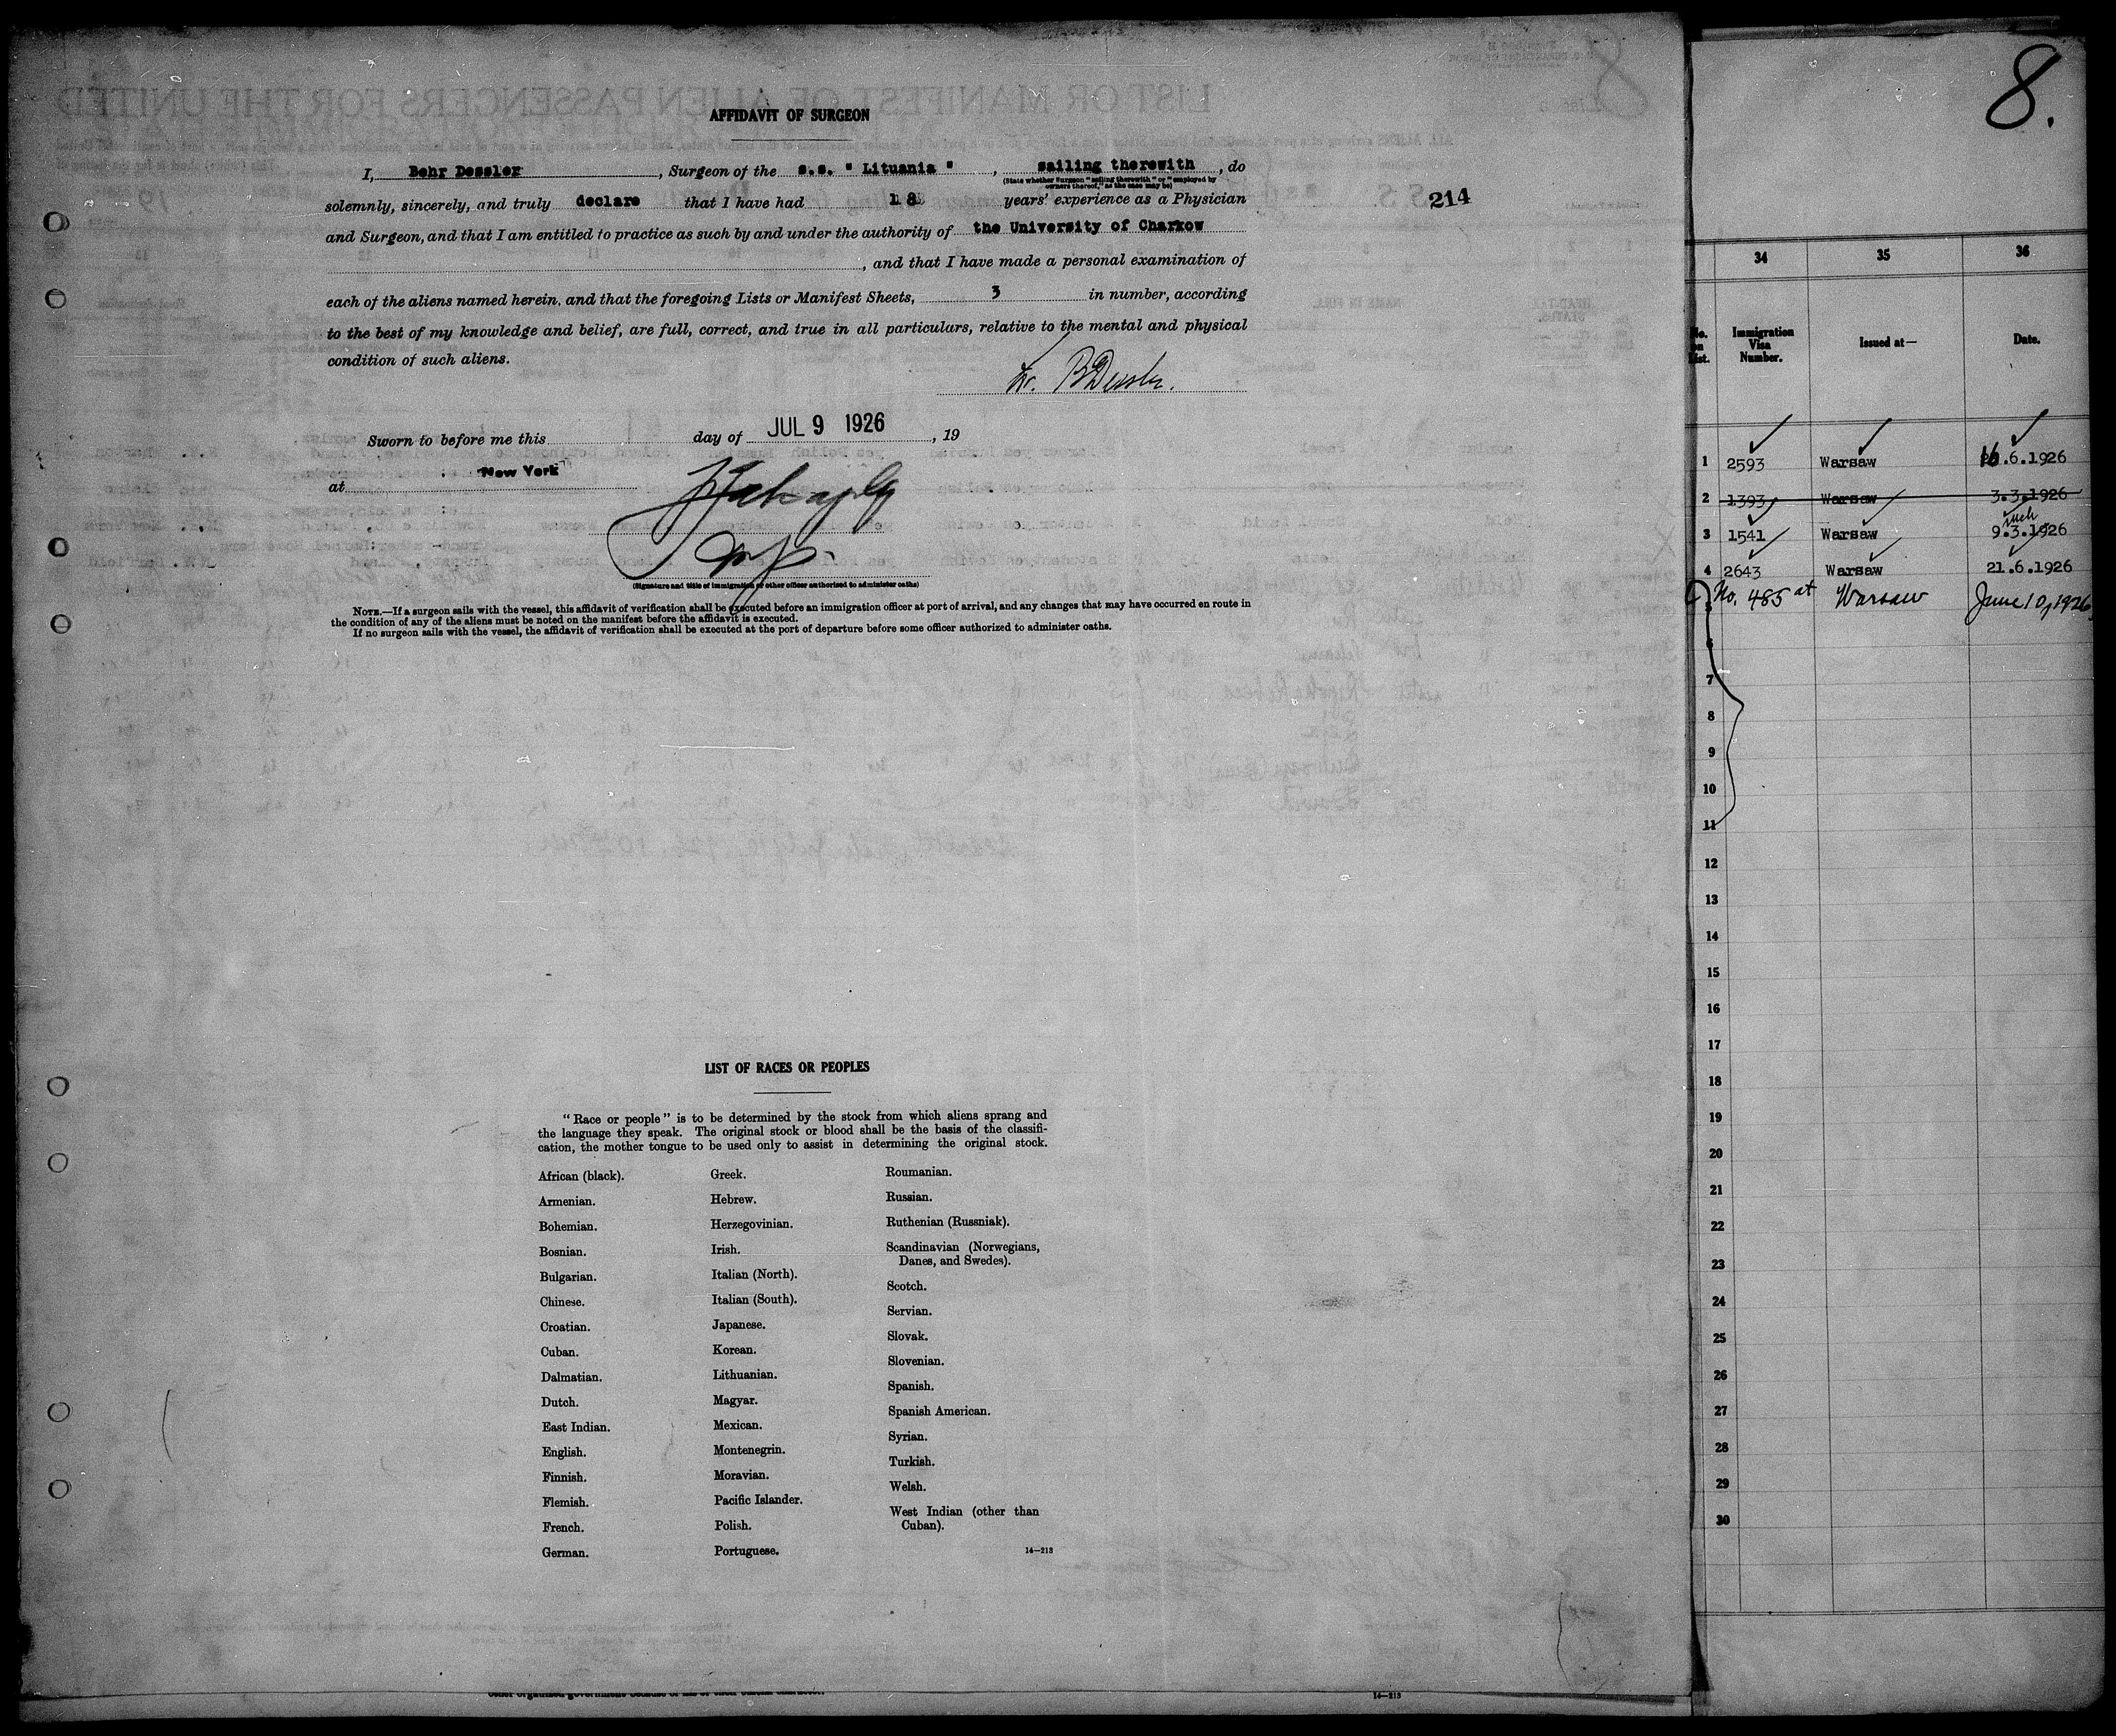 AFFIDAVIT OF SURGEON
I, Behr Dessler, Surgeon of the s.s. " Lituania ", sailing therewith, do
(State whether Surgeon "sailing therewith" or "employed by
owners thereof," as the case may be)
solemnly, sincerely, and truly declare that I have had 18 years' experience as a Physician
214
and Surgeon, and that I am entitled to practice as such by and under the authority of the University of Charkow
, and that I have made a personal examination of
each of the aliens named herein, and that the foregoing Lists or Manifest Sheets, 3 in number, according
to the best of my knowledge and belief, are full, correct, and true in all particulars, relative to the mental and physical
condition of such aliens.
Dr. B Dessler.
Sworn to before me this day of JUL 9 1926, 19
at New York
(Signature and title of immigration or other officer authorized to administer oaths)
NOTE.—If a surgeon sails with the vessel, this affidavit of verification shall be executed before an immigration officer at port of arrival, and any changes that may have occurred en route in
the condition of any of the aliens must be noted on the manifest before the affidavit is executed.
If no surgeon sails with the vessel, the affidavit of verification shall be executed at the port of departure before some officer authorized to administer oaths.
LIST OF RACES OR PEOPLES
"Race or people" is to be determined by the stock from which aliens sprang and
the language they speak. The original stock or blood shall be the basis of the classifi-
cation, the mother tongue to be used only to assist in determining the original stock.
African (black).
Armenian.
Bohemian.
Bosnian.
Bulgarian.
Chinese.
Croatian.
Cuban.
Dalmatian.
Dutch.
East Indian.
English.
Finnish.
Flemish.
French.
German.
Greek.
Hebrew.
Herzegovinian.
Irish.
Italian (North).
Italian (South).
Japanese.
Korean.
Lithuanian.
Magyar.
Mexican.
Montenegrin.
Moravian.
Pacific Islander.
Polish.
Portuguese.
Roumanian.
Russian.
Ruthenian (Russniak).
Scandinavian (Norwegians,
Danes, and Swedes).
Scotch.
Servian.
Slovak.
Slovenian.
Spanish.
Spanish American.
Syrian.
Turkish.
Welsh.
West Indian (other than
Cuban).
14—213
14—213
8.
34 35 36
No. on List. Immigration Visa Number. Issued at— Date.
1 2593 Warsaw 16.6.1926
2 1393 Warsaw 3.3.1926
3 1541 Warsaw 9.3.1926
4 2643 Warsaw 21.6.1926
5 No. 485 at Warsaw June 10, 1926
6
7
8
9
10
11
12
13
14
15
16
17
18
19
20
21
22
23
24
25
26
27
28
29
30